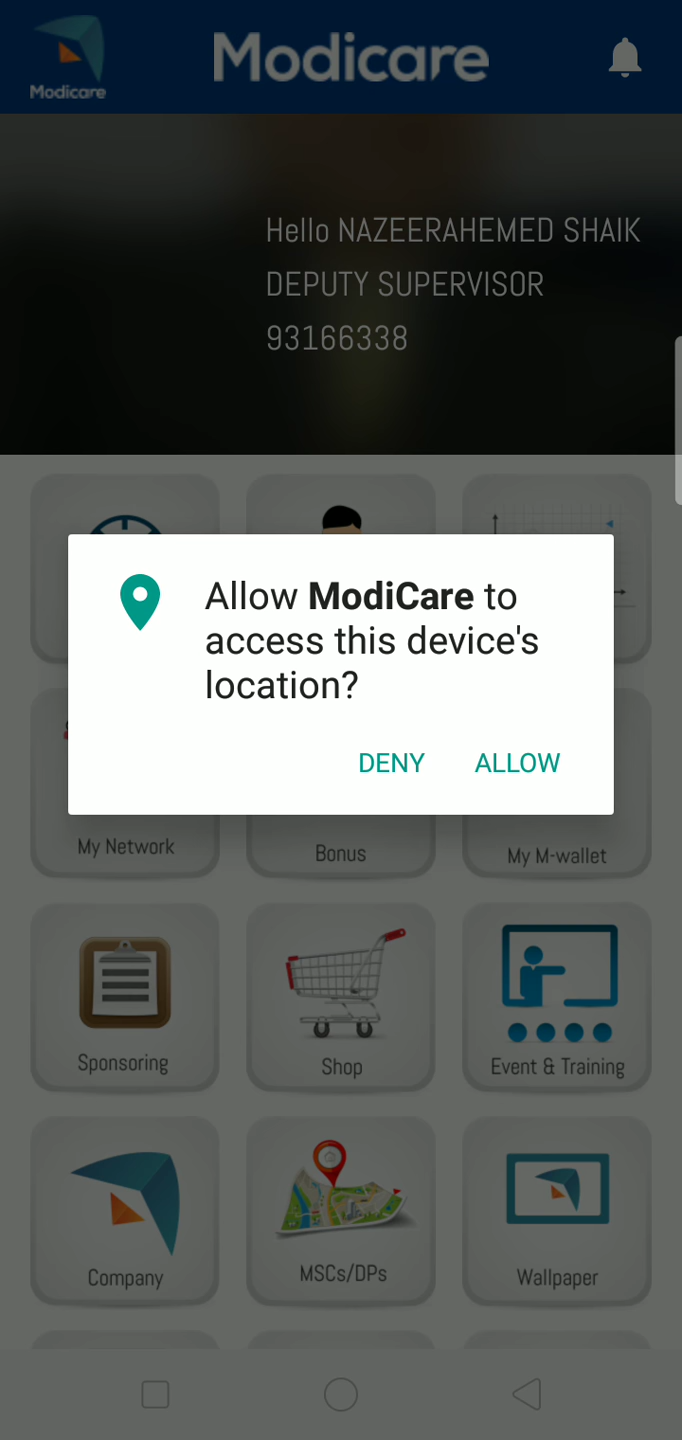 Modicare
Modicare
Hello NAZEERAHEMED SHAIK
DEPUTY SUPERVISOR
93166338
Allow ModiCare to
access this device's
location?
DENY ALLOW
My Network
Bonus
My M-wallet
Sponsoring
Shop
Event & Training
Company
MSCs/DPs
Wallpaper